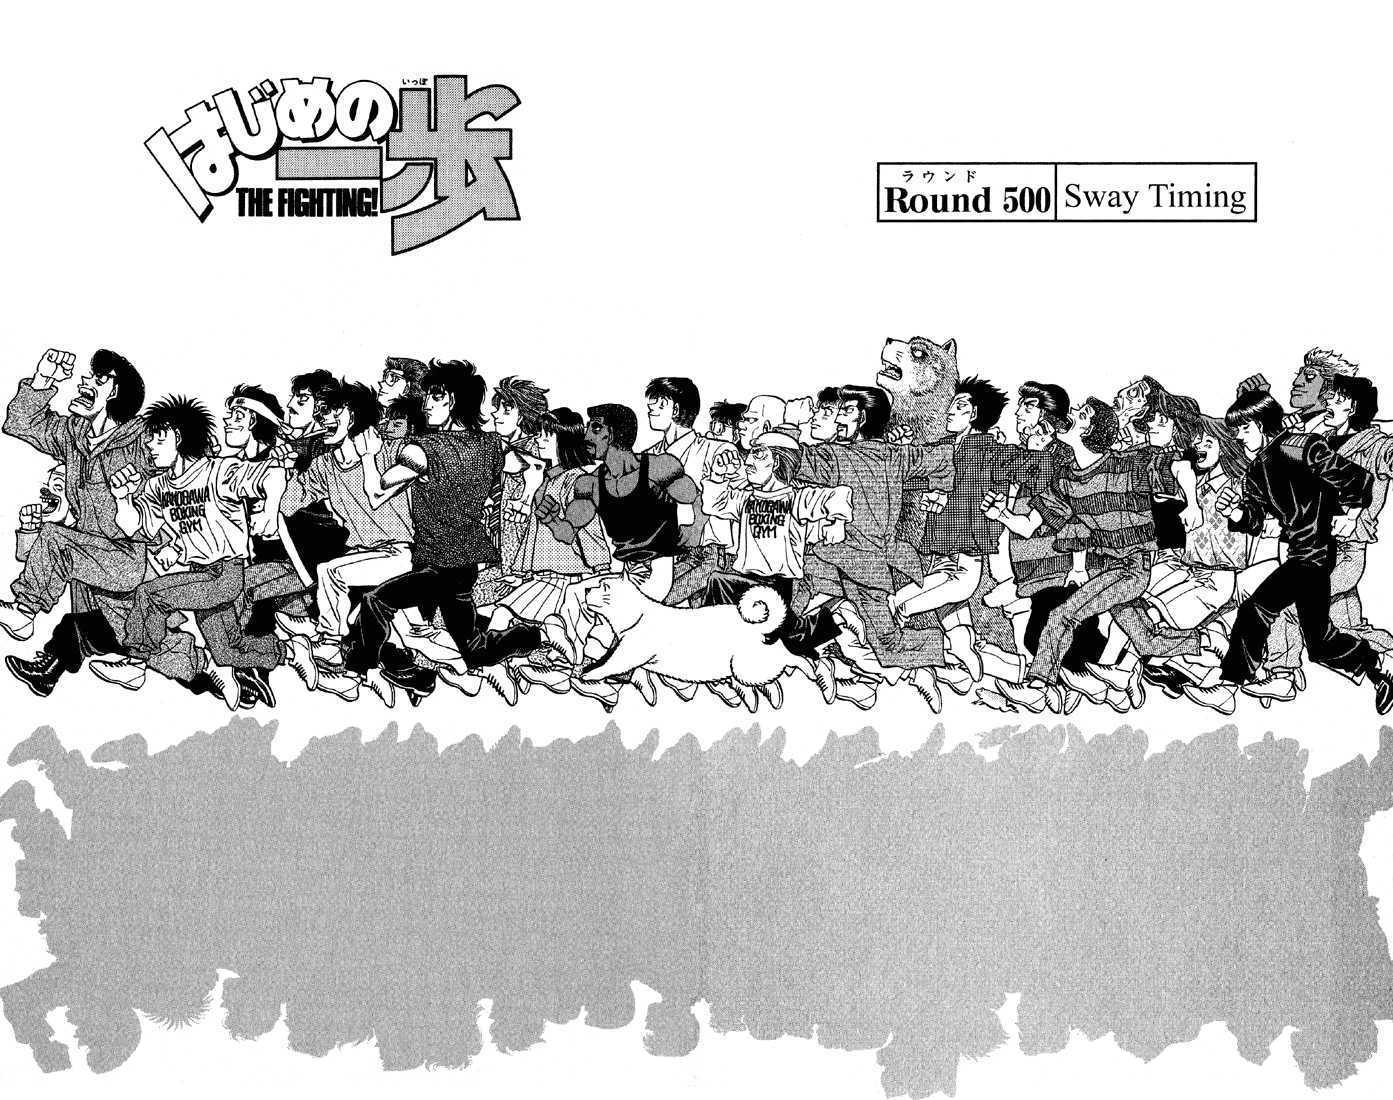 はじめの一歩
いっぽ
THE FIGHTING!
ラウンド
Round 500
Sway Timing
KAMOGAWA
BOXING
GYM
KAMOGAWA
BOXING
GYM